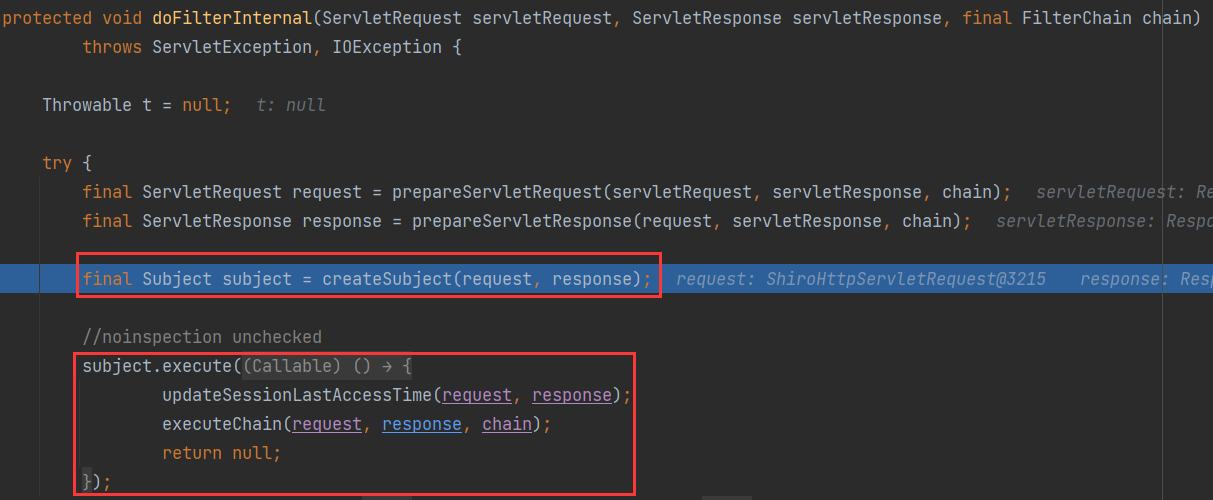 protected void doFilterInternal(ServletRequest servletRequest, ServletResponse servletResponse, final FilterChain chain)
throws ServletException, IOException {
Throwable t = null; t: null
try {
final ServletRequest request = prepareServletRequest(servletRequest, servletResponse, chain); servletRequest: Re
final ServletResponse response = prepareServletResponse(request, servletResponse, chain); servletResponse: Respo
final Subject subject = createSubject(request, response); request: ShiroHttpServletRequest@3215 response: Resp
//noinspection unchecked
subject.execute((Callable) () → {
updateSessionLastAccessTime(request, response);
executeChain(request, response, chain);
return null;
});